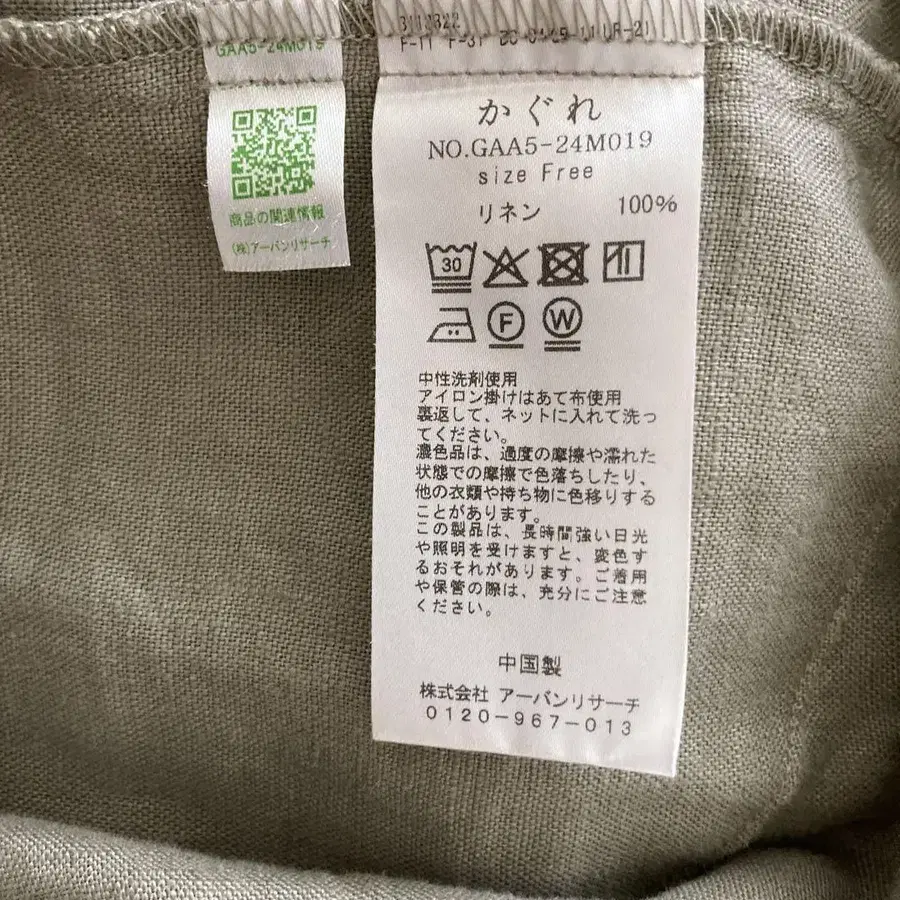 GAA5-24M019
商品の関連情報
(株)アーバンリサーチ
3112322
かぐれ
NO.GAA5-24M019
size Free
リネン 100%
30
F W
中性洗剤使用
アイロン掛けはあて布使用
裏返して、ネットに入れて洗っ
てください。
濃色品は、過度の摩擦や濡れた
状態での摩擦で色落ちしたり、
他の衣類や持ち物に色移りする
ことがあります。
この製品は、長時間強い日光
や照明を受けますと、変色す
るおそれがあります。ご着用
や保管の際は、充分にご注意
ください。
中国製
株式会社 アーバンリサーチ
0120-967-013